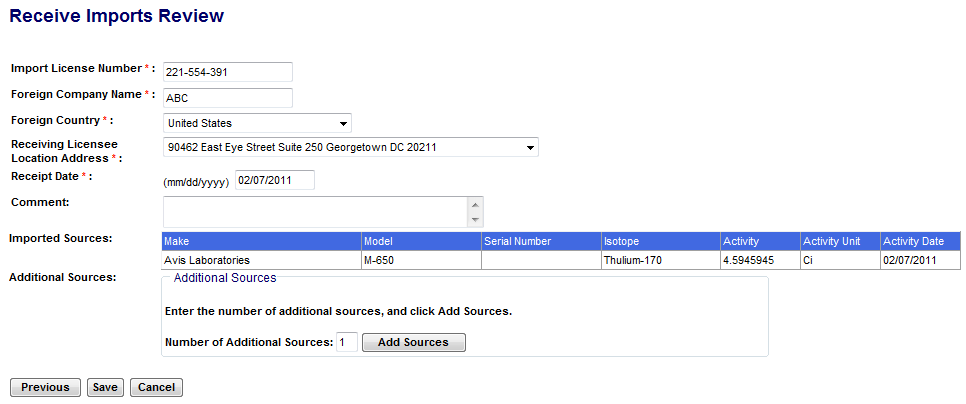 Receive Imports Review
Import License Number * : 221-554-391
Foreign Company Name * : ABC
Foreign Country * : United States
Receiving Licensee
Location Address * : 90462 East Eye Street Suite 250 Georgetown DC 20211
Receipt Date * : (mm/dd/yyyy) 02/07/2011
Comment:
Imported Sources: Make Model Serial Number Isotope Activity Activity Unit Activity Date
Avis Laboratories M-650 Thulium-170 4.5945945 Ci 02/07/2011
Additional Sources: Additional Sources
Enter the number of additional sources, and click Add Sources.
Number of Additional Sources: 1 Add Sources
Previous Save Cancel